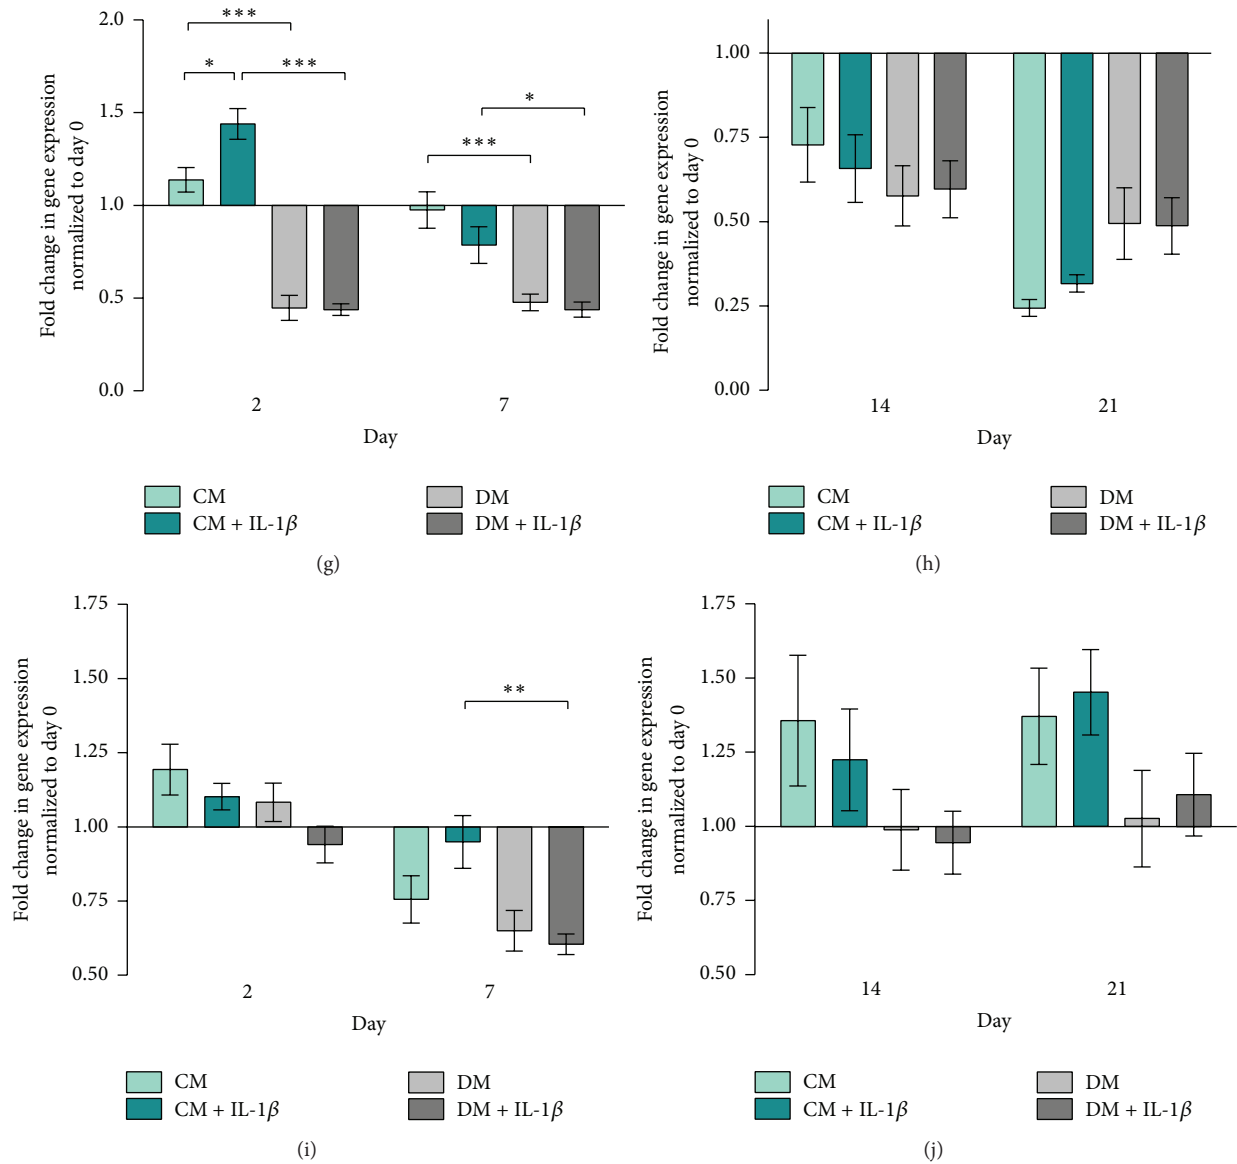 Fold change in gene expression
normalized to day 0
2.0
1.5
1.0
0.5
0.0
***
*
***
*
***
2
7
Day
CM
CM + IL-1β
DM
DM + IL-1β
(g)
Fold change in gene expression
normalized to day 0
1.00
0.75
0.50
0.25
0.00
14
21
Day
CM
CM + IL-1β
DM
DM + IL-1β
(h)
Fold change in gene expression
normalized to day 0
1.75
1.50
1.25
1.00
0.75
0.50
**
2
7
Day
CM
CM + IL-1β
DM
DM + IL-1β
(i)
Fold change in gene expression
normalized to day 0
1.75
1.50
1.25
1.00
0.75
0.50
14
21
Day
CM
CM + IL-1β
DM
DM + IL-1β
(j)